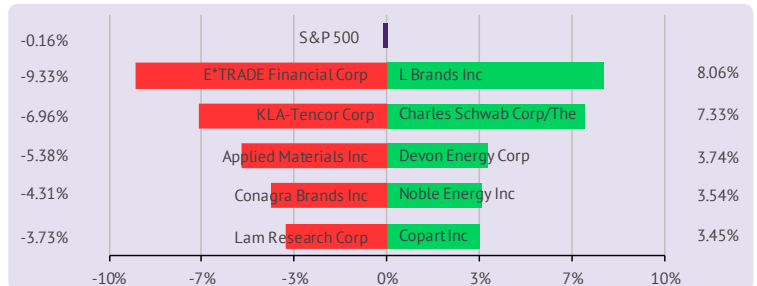 -0.16% S&P 500
-9.33% E*TRADE Financial Corp L Brands Inc 8.06%
-6.96% KLA-Tencor Corp Charles Schwab Corp/The 7.33%
-5.38% Applied Materials Inc Devon Energy Corp 3.74%
-4.31% Conagra Brands Inc Noble Energy Inc 3.54%
-3.73% Lam Research Corp Copart Inc 3.45%
-10% -7% -3% 0% 3% 7% 10%